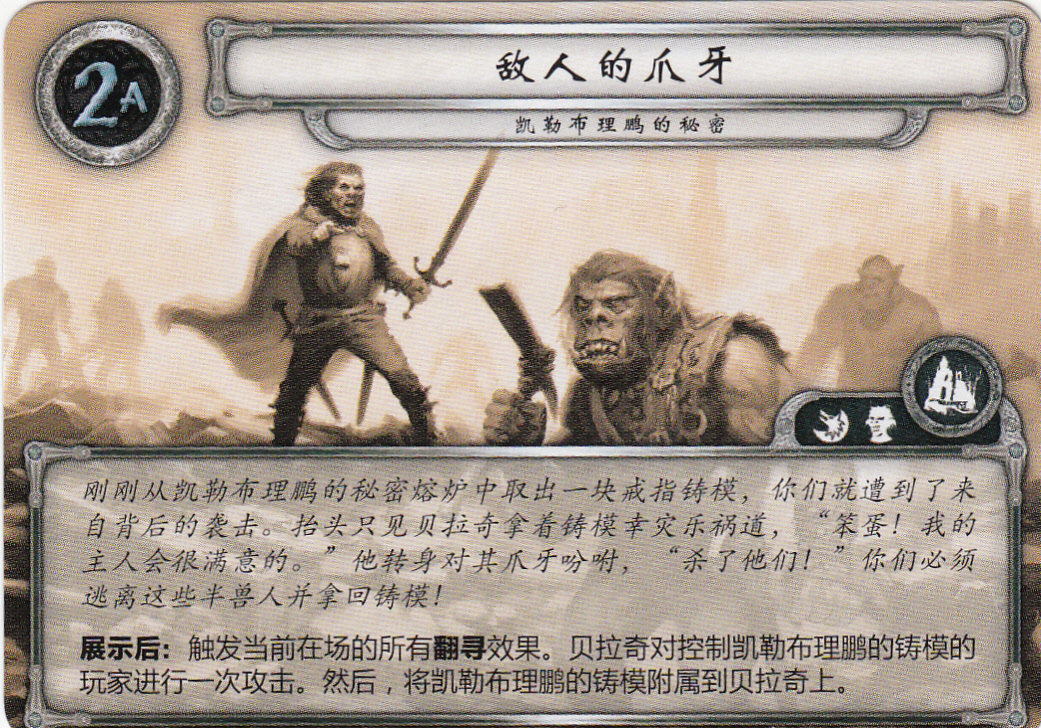 2A
敌人的爪牙
凯勒布理鹏的秘密
刚刚从凯勒布理鹏的秘密熔炉中取出一块戒指铸模，你们就遭到了来
自背后的袭击。抬头只见贝拉奇拿着铸模幸灾乐祸道，“笨蛋！我的
主人会很满意的。”他转身对其爪牙吩咐，“杀了他们！”你们必须
逃离这些半兽人并拿回铸模！
展示后：触发当前在场的所有翻寻效果。贝拉奇对控制凯勒布理鹏的铸模的
玩家进行一次攻击。然后，将凯勒布理鹏的铸模附属到贝拉奇上。